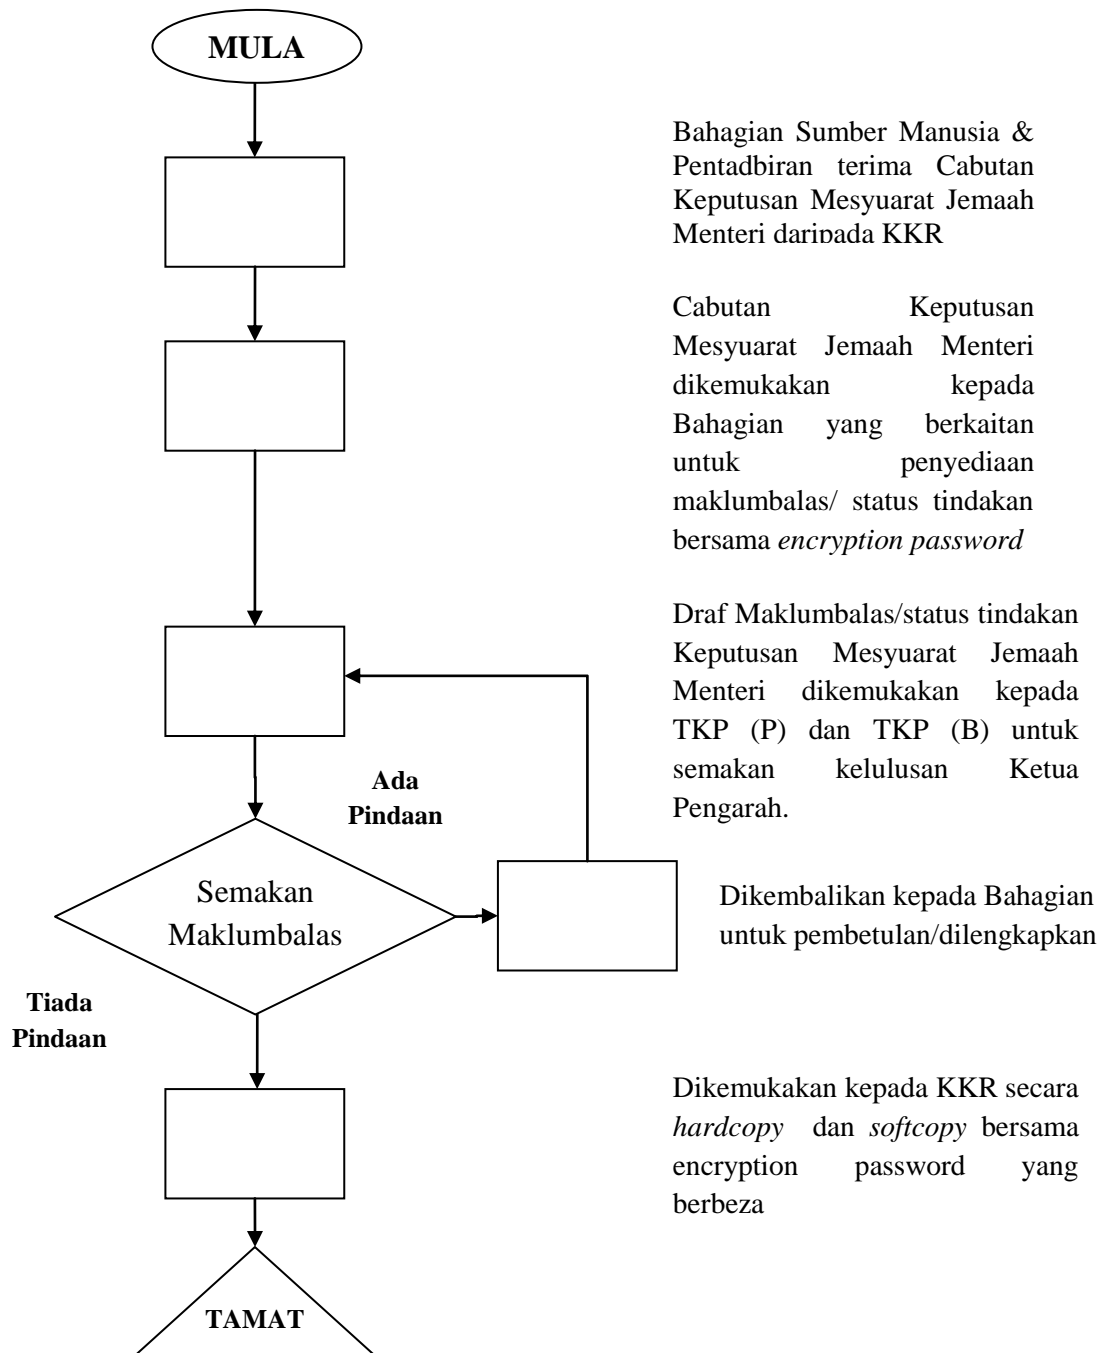 MULA
Bahagian Sumber Manusia &
Pentadbiran terima Cabutan
Keputusan Mesyuarat Jemaah
Menteri daripada KKR
Cabutan Keputusan
Mesyuarat Jemaah Menteri
dikemukakan kepada
Bahagian yang berkaitan
untuk penyediaan
maklumbalas/ status tindakan
bersama encryption password
Draf Maklumbalas/status tindakan
Keputusan Mesyuarat Jemaah
Menteri dikemukakan kepada
TKP (P) dan TKP (B) untuk
semakan kelulusan Ketua
Pengarah.
Ada
Pindaan
Semakan
Maklumbalas
Dikembalikan kepada Bahagian
untuk pembetulan/dilengkapkan
Tiada
Pindaan
Dikemukakan kepada KKR secara
hardcopy dan softcopy bersama
encryption password yang
berbeza
TAMAT